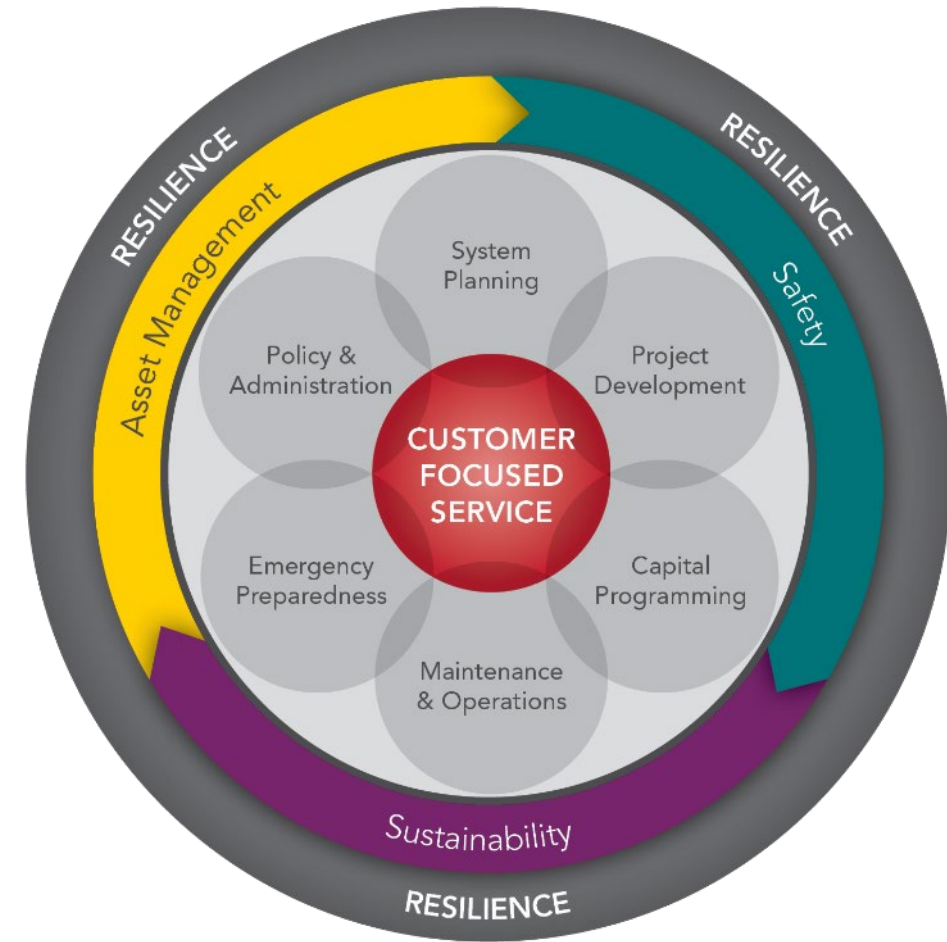 RESILIENCE
RESILIENCE
Asset Management
Safety
System
Planning
Policy &
Administration
Project
Development
CUSTOMER
FOCUSED
SERVICE
Emergency
Preparedness
Capital
Programming
Maintenance
& Operations
Sustainability
RESILIENCE